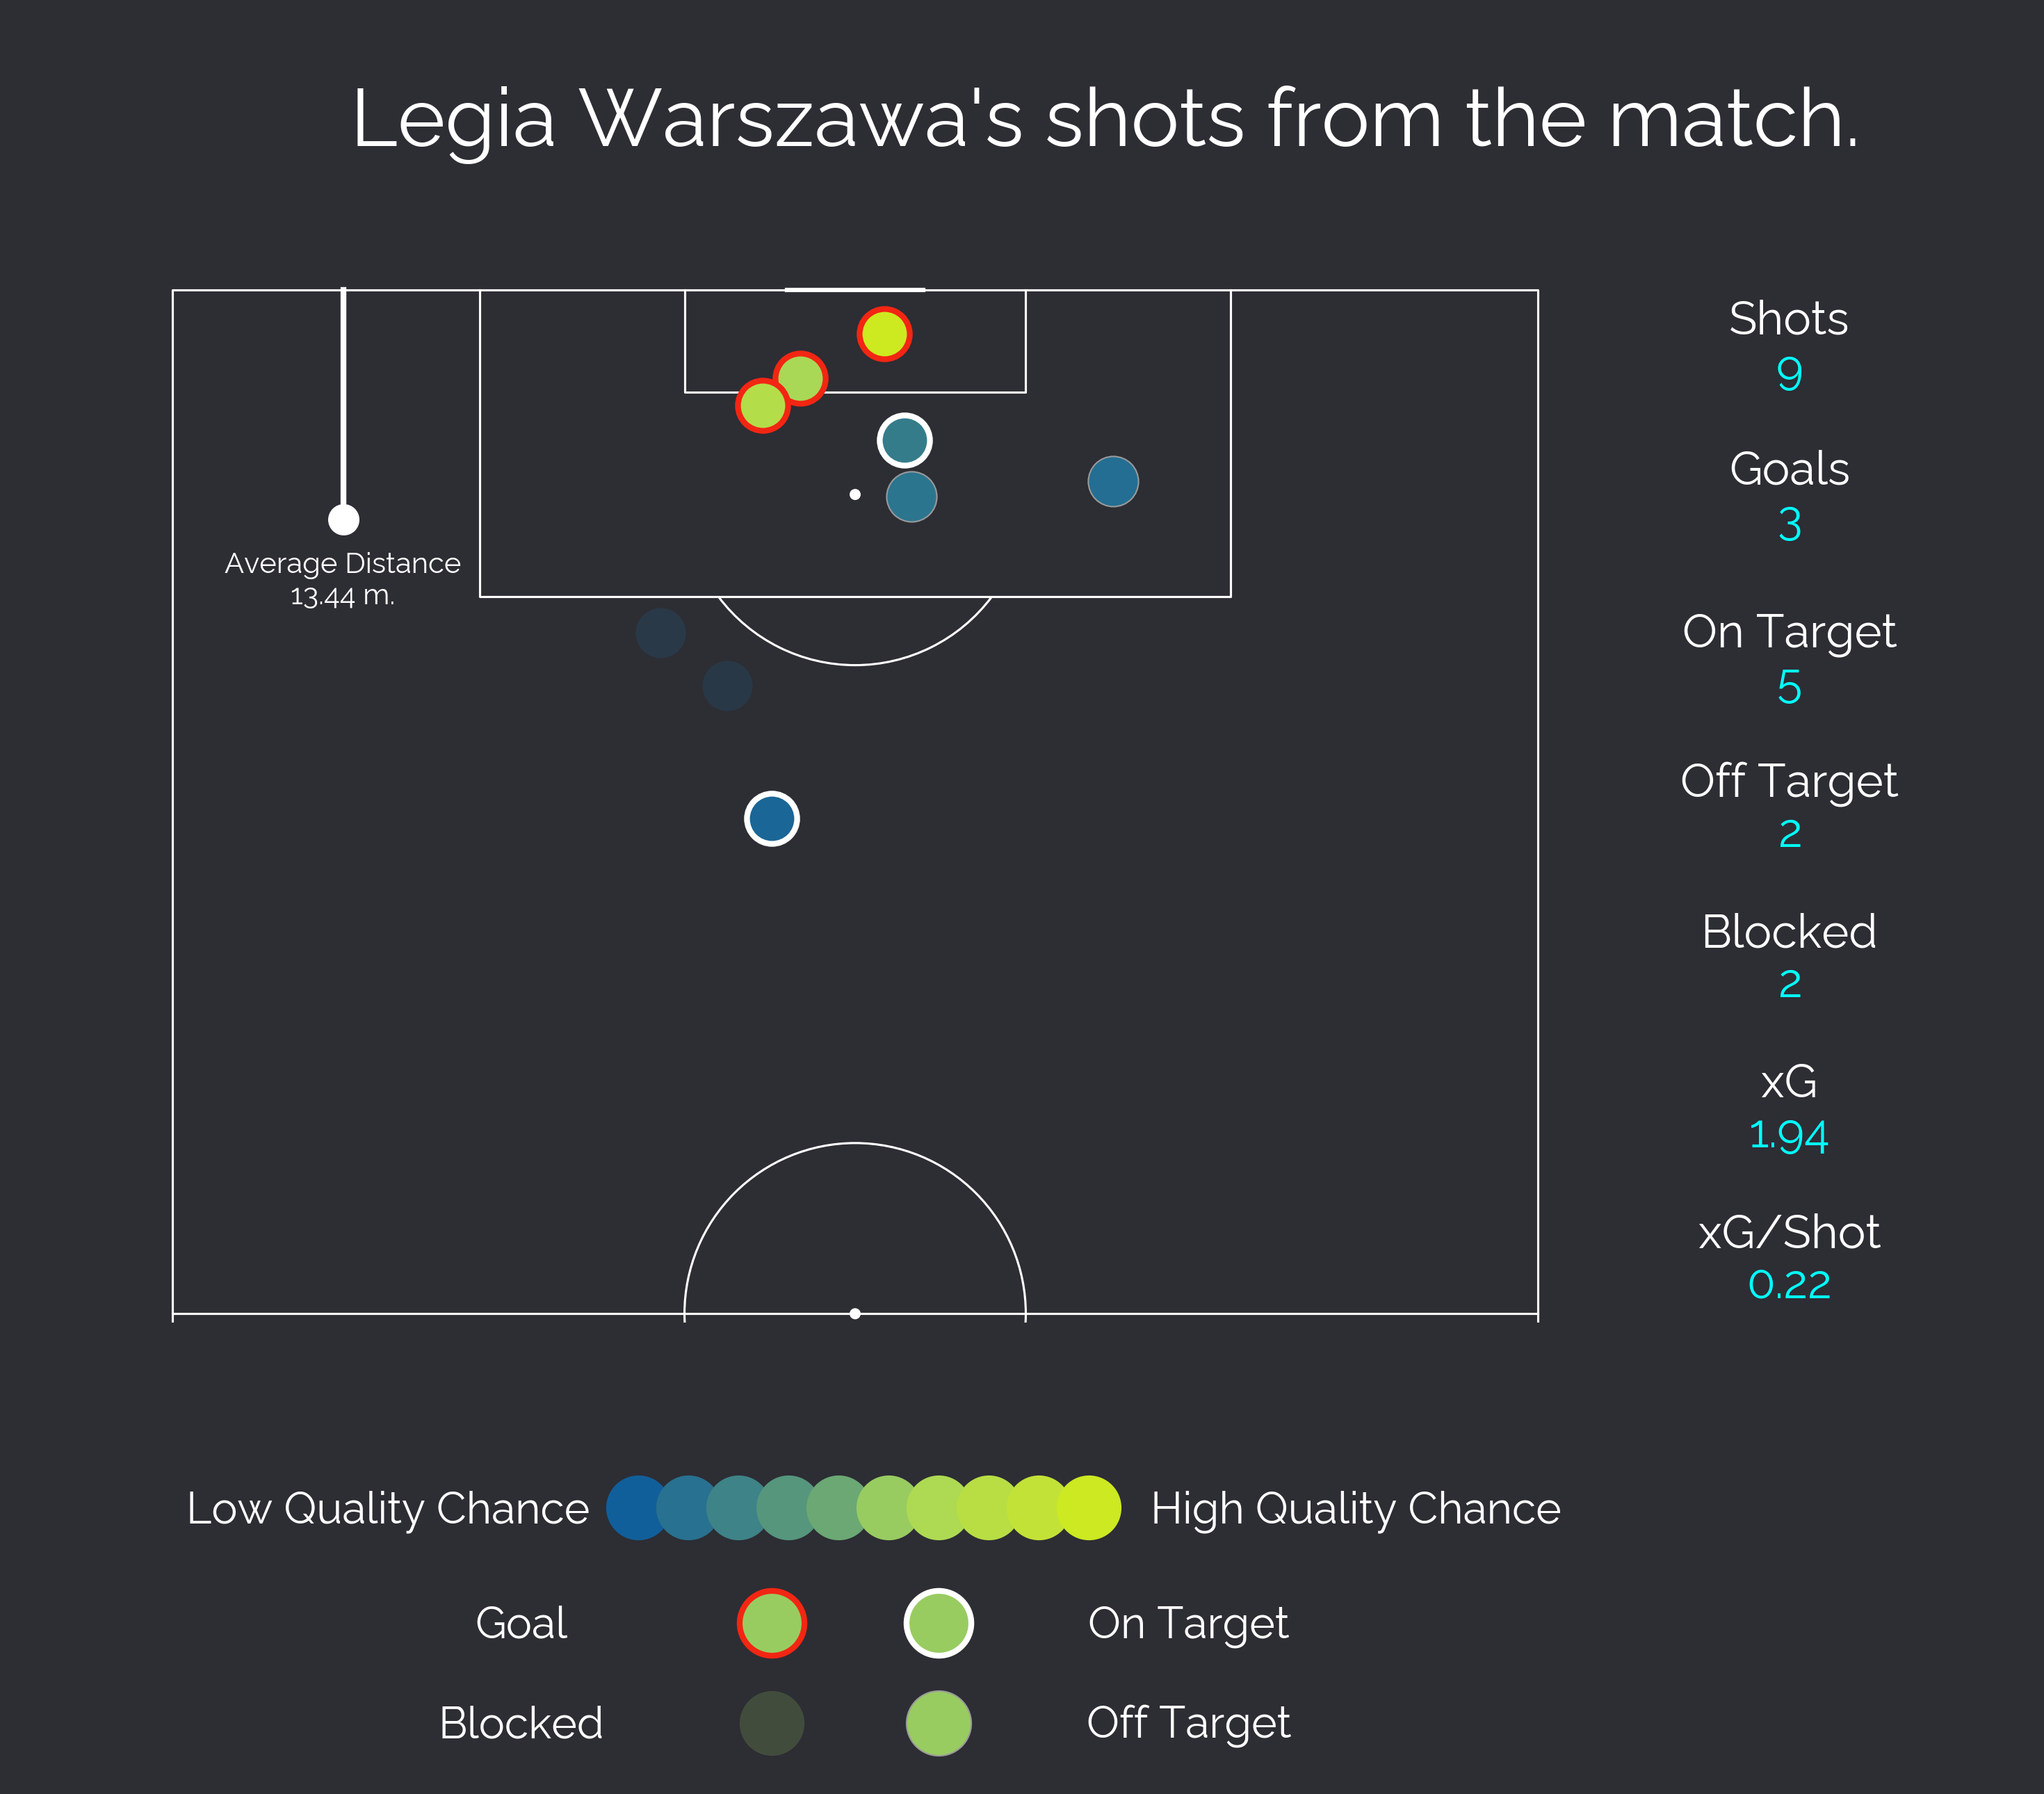 Legia Warszawa's shots from the match.
Average Distance
13.44 m.
Shots
9
Goals
3
On Target
5
Off Target
2
Blocked
2
xG
1.94
xG/Shot
0.22
Low Quality Chance
High Quality Chance
Goal
On Target
Blocked
Off Target